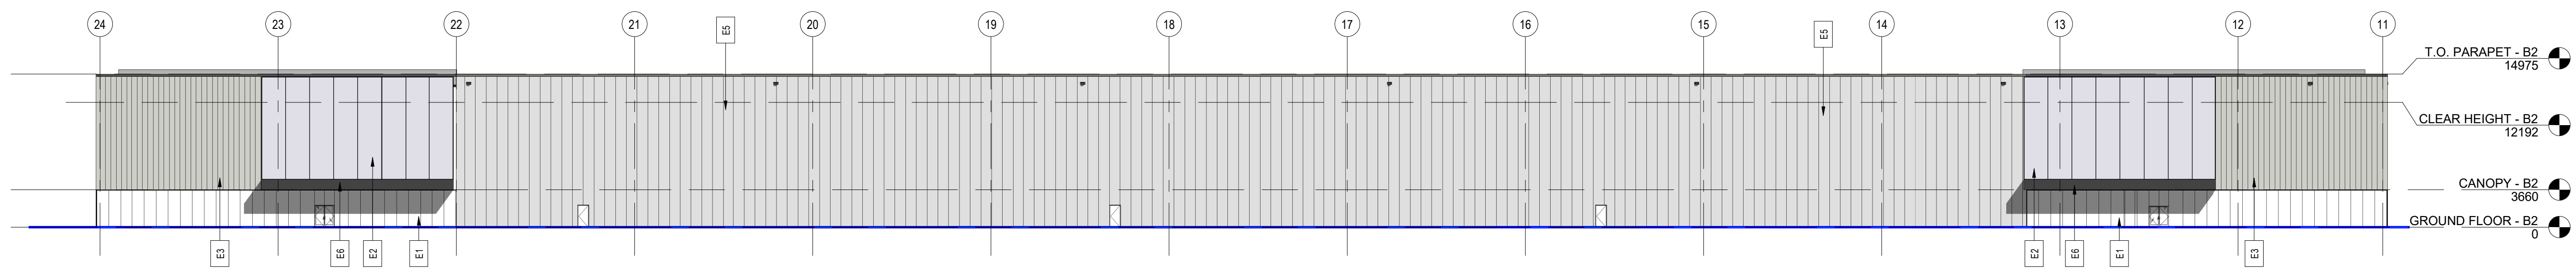 24
23
22
21
20
19
18
17
16
15
14
13
12
11
E5
E5
T.O. PARAPET - B2
14975
CLEAR HEIGHT - B2
12192
CANOPY - B2
3660
GROUND FLOOR - B2
0
E3
E6
E2
E1
E2
E6
E1
E3